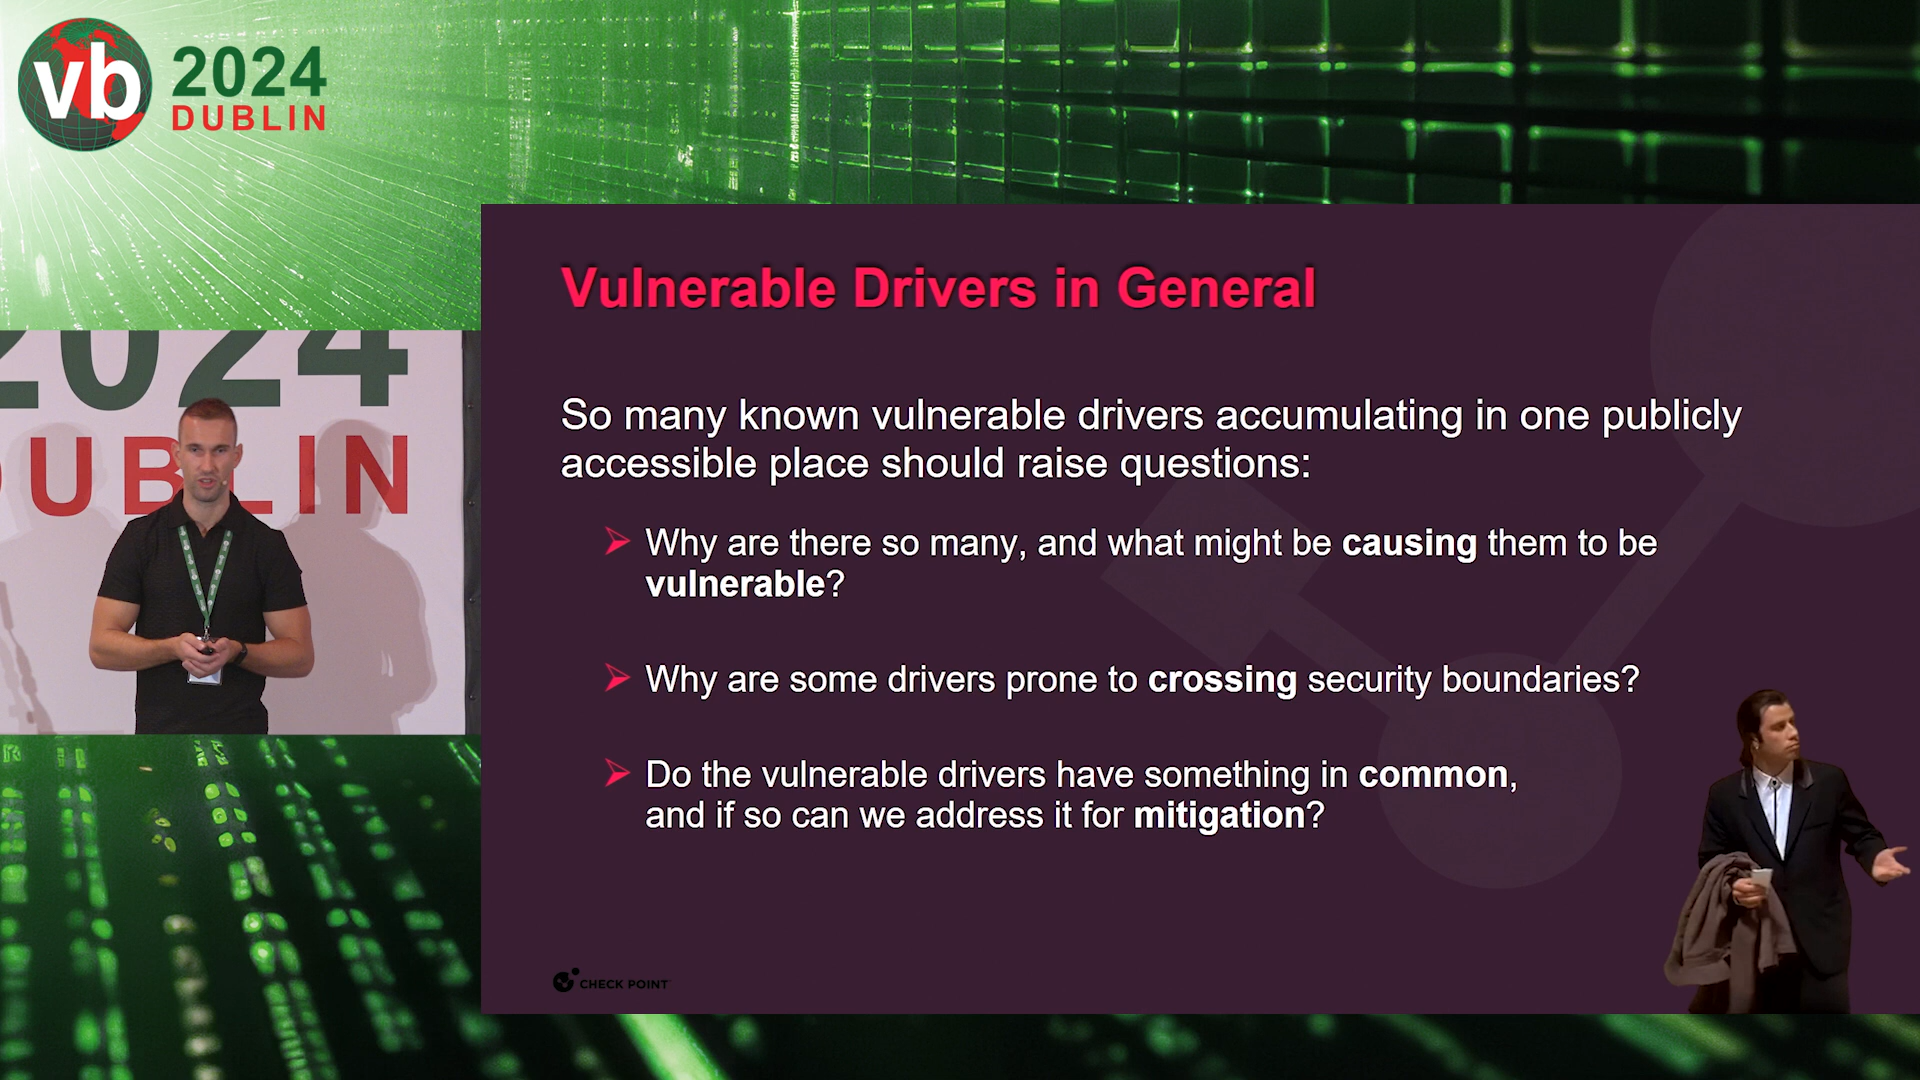 vb 2024
DUBLIN
2024
DUBLIN
Vulnerable Drivers in General
So many known vulnerable drivers accumulating in one publicly
accessible place should raise questions:
Why are there so many, and what might be causing them to be
vulnerable?
Why are some drivers prone to crossing security boundaries?
Do the vulnerable drivers have something in common,
and if so can we address it for mitigation?
CHECK POINT